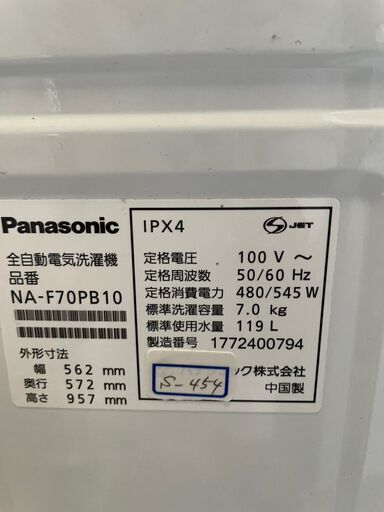 Panasonic
全自動電気洗濯機
品番
NA-F70PB10
外形寸法
幅 562 mm
奥行 572 mm
高さ 957 mm
IPX4
S JET
定格電圧 100 V ～
定格周波数 50/60 Hz
定格消費電力 480/545 W
標準洗濯容量 7.0 kg
標準使用水量 119 L
製造番号 1772400794
ック株式会社
中国製
S-454